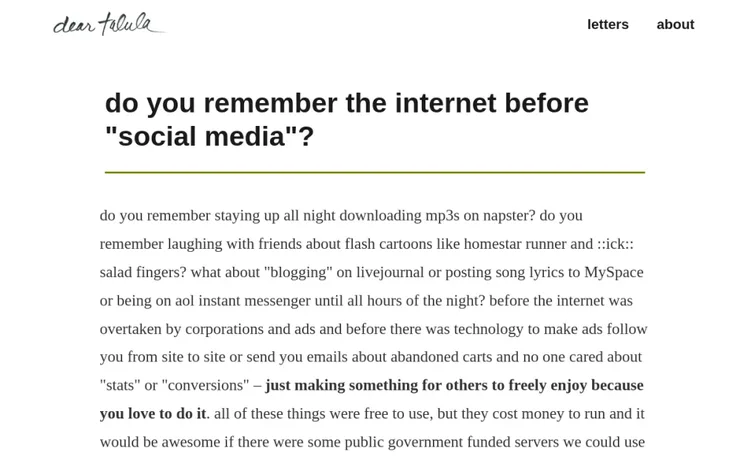 dear talula
letters about
do you remember the internet before
"social media"?
do you remember staying up all night downloading mp3s on napster? do you
remember laughing with friends about flash cartoons like homestar runner and ::ick::
salad fingers? what about "blogging" on livejournal or posting song lyrics to MySpace
or being on aol instant messenger until all hours of the night? before the internet was
overtaken by corporations and ads and before there was technology to make ads follow
you from site to site or send you emails about abandoned carts and no one cared about
"stats" or "conversions" – just making something for others to freely enjoy because
you love to do it. all of these things were free to use, but they cost money to run and it
would be awesome if there were some public government funded servers we could use